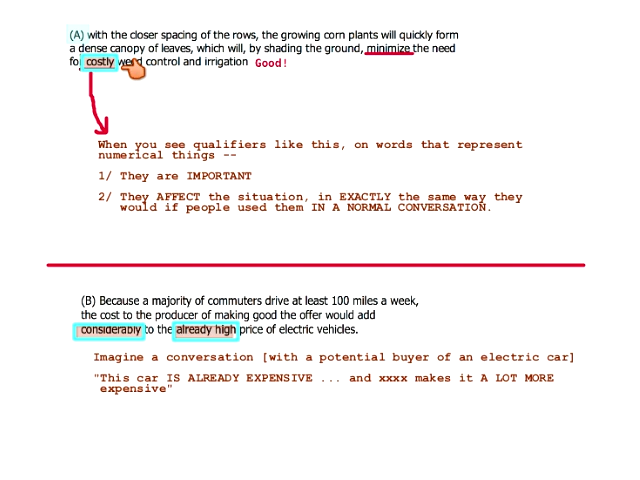 (A) with the closer spacing of the rows, the growing corn plants will quickly form
a dense canopy of leaves, which will, by shading the ground, minimize the need
for costly weed control and irrigation Good!
When you see qualifiers like this, on words that represent
numerical things --
1/ They are IMPORTANT
2/ They AFFECT the situation, in EXACTLY the same way they
would if people used them IN A NORMAL CONVERSATION.
(B) Because a majority of commuters drive at least 100 miles a week,
the cost to the producer of making good the offer would add
considerably to the already high price of electric vehicles.
Imagine a conversation [with a potential buyer of an electric car]
"This car IS ALREADY EXPENSIVE ... and xxxx makes it A LOT MORE
expensive"